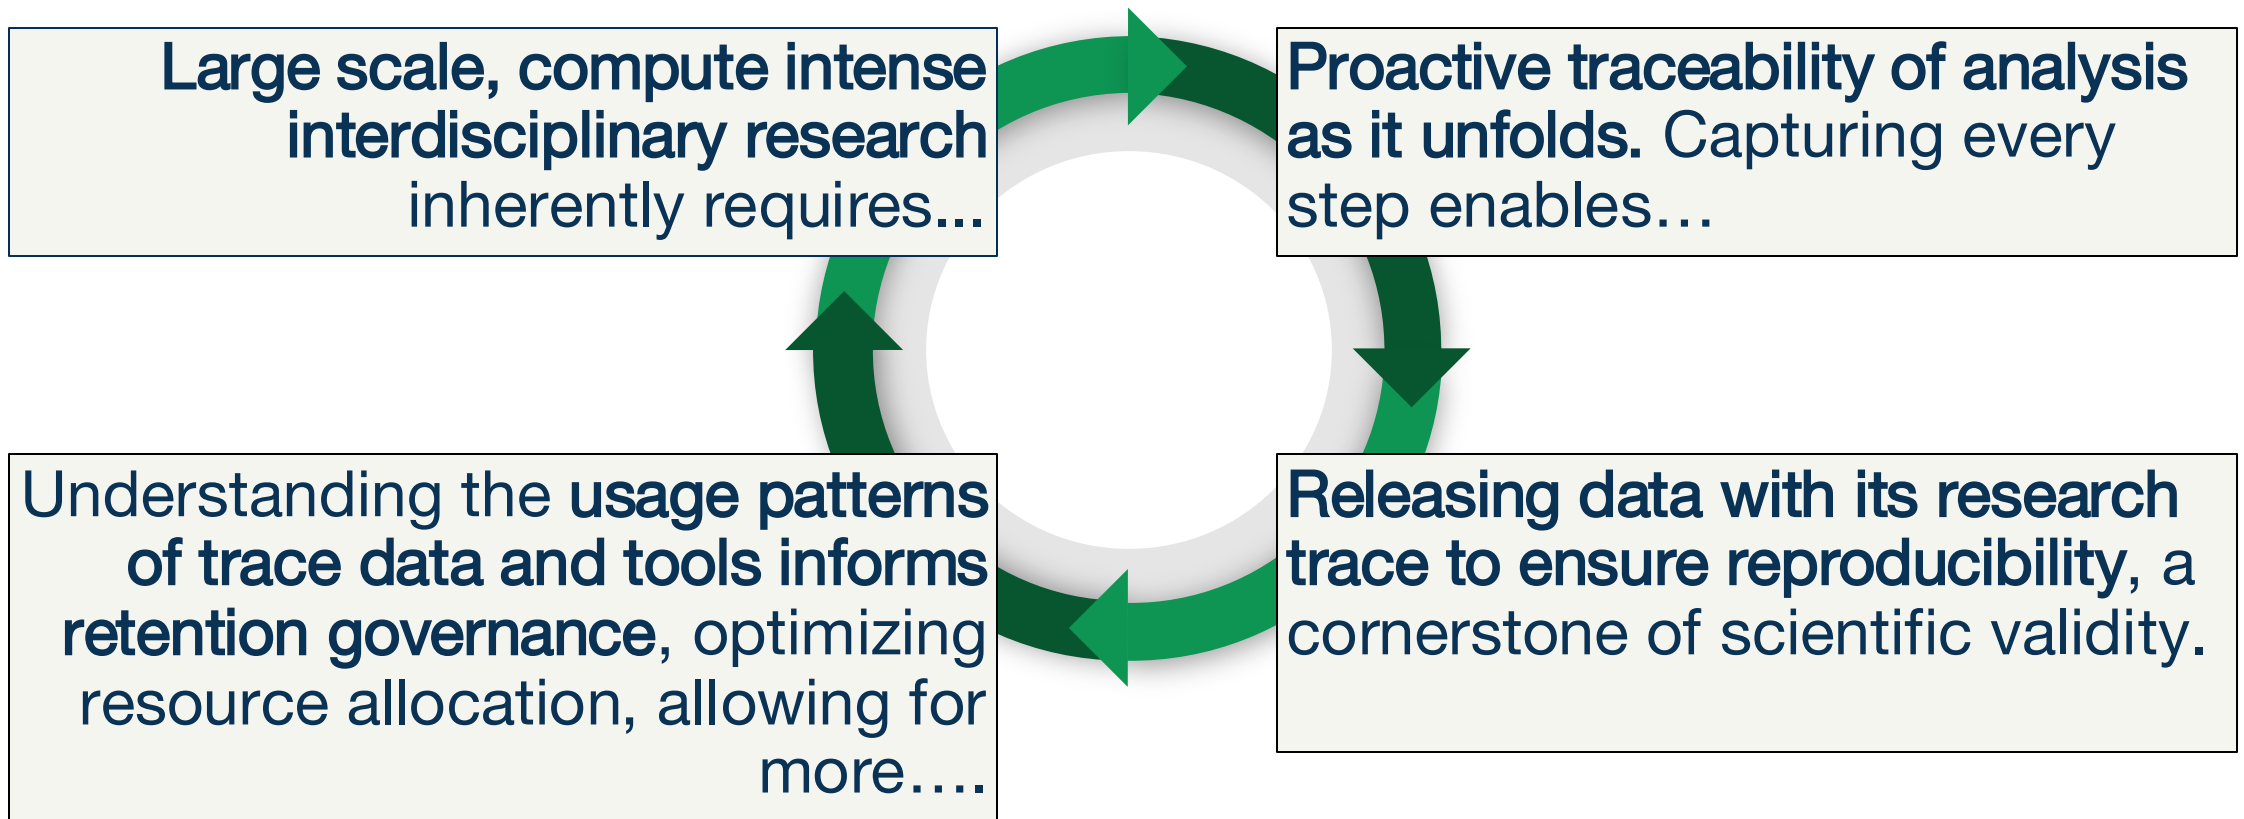 Large scale, compute intense
interdisciplinary research
inherently requires...
Proactive traceability of analysis
as it unfolds. Capturing every
step enables…
Releasing data with its research
trace to ensure reproducibility, a
cornerstone of scientific validity.
Understanding the usage patterns
of trace data and tools informs
retention governance, optimizing
resource allocation, allowing for
more….